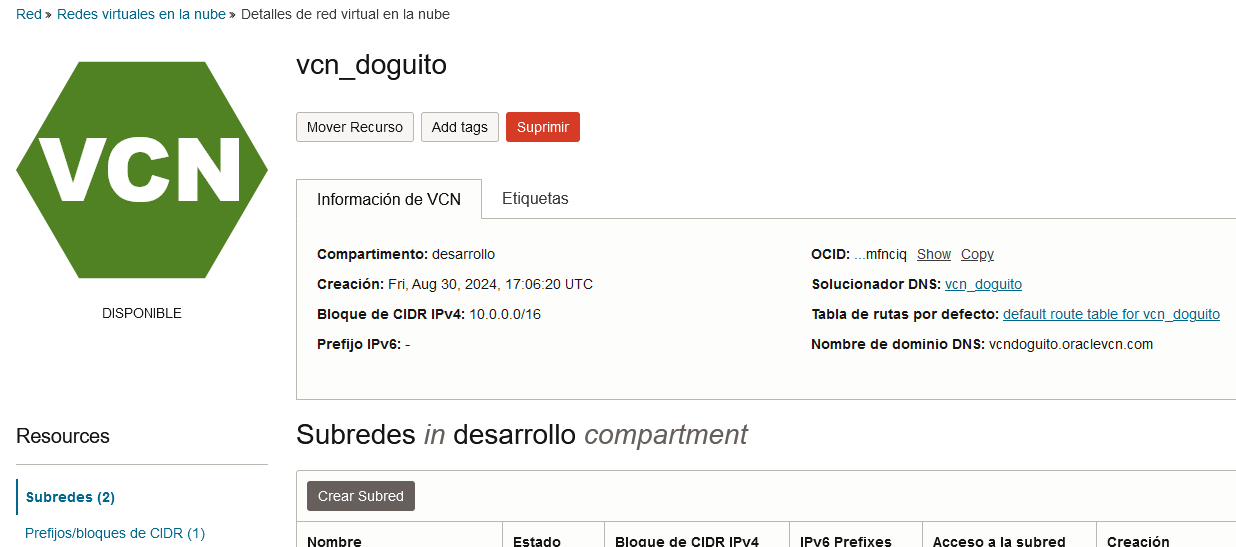 Red » Redes virtuales en la nube » Detalles de red virtual en la nube
VCN
DISPONIBLE
vcn_doguito
Mover Recurso Add tags Suprimir
Información de VCN Etiquetas
Compartimento: desarrollo
Creación: Fri, Aug 30, 2024, 17:06:20 UTC
Bloque de CIDR IPv4: 10.0.0.0/16
Prefijo IPv6: -
OCID: ...mfnciq Show Copy
Solucionador DNS: vcn_doguito
Tabla de rutas por defecto: default route table for vcn_doguito
Nombre de dominio DNS: vcndoguito.oraclevcn.com
Resources
Subredes (2)
Prefijos/bloques de CIDR (1)
Subredes in desarrollo compartment
Crear Subred
Nombre Estado Bloque de CIDR IPv4 IPv6 Prefixes Acceso a la subred Creación